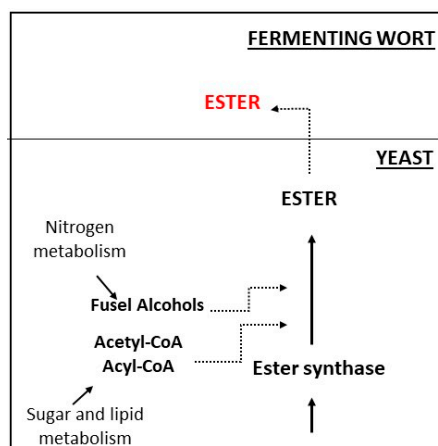 FERMENTING WORT
ESTER
YEAST
ESTER
Nitrogen
metabolism
Fusel Alcohols
Acetyl-CoA
Acyl-CoA
Ester synthase
Sugar and lipid
metabolism